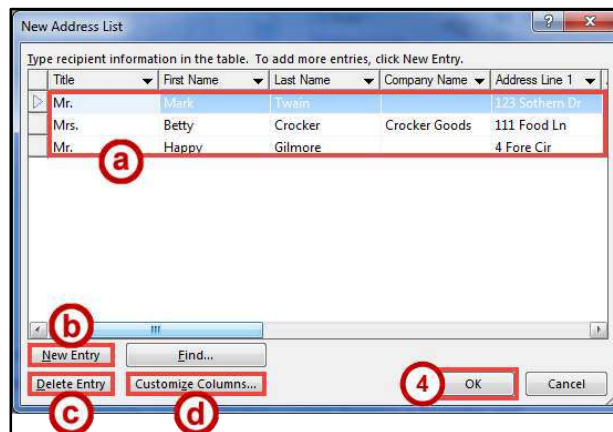 New Address List
?
Type recipient information in the table. To add more entries, click New Entry.
Title First Name Last Name Company Name Address Line 1
Mr. Mark Twain 123 Sothern Dr
Mrs. Betty Crocker Crocker Goods 111 Food Ln
Mr. Happy Gilmore 4 Fore Cir
a
b
New Entry Find...
Delete Entry Customize Columns... 4 OK Cancel
c d